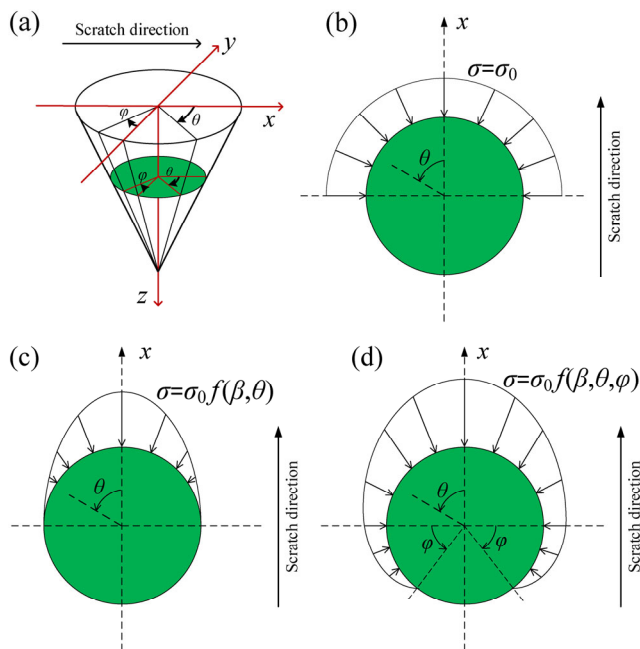 (a)
Scratch direction
y
φ
θ
x
φ
θ
z
(b)
x
σ=σ₀
θ
Scratch direction
(c)
x
σ=σ₀f(β,θ)
θ
Scratch direction
(d)
x
σ=σ₀f(β,θ,φ)
θ
φ
φ
Scratch direction